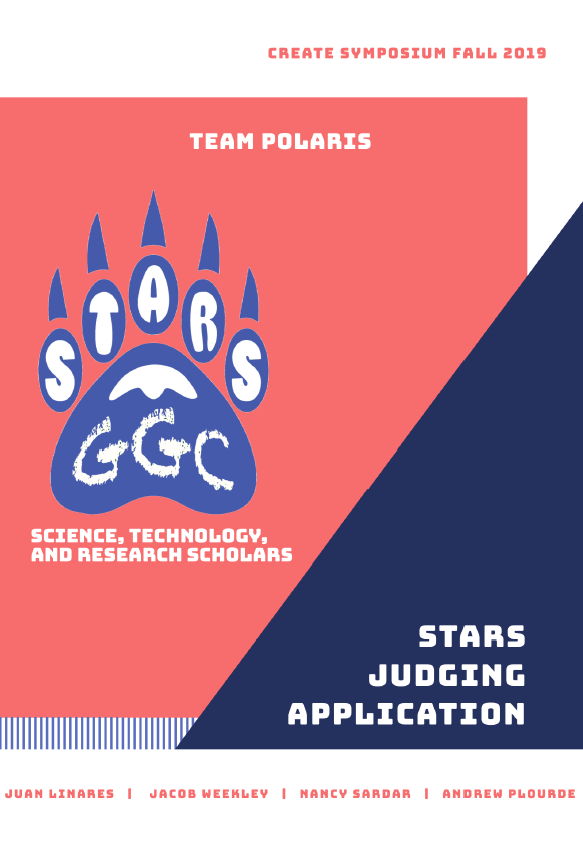 CREATE SYMPOSIUM FALL 2019
TEAM POLARIS
STARS
GGC
SCIENCE, TECHNOLOGY,
AND RESEARCH SCHOLARS
STARS
JUDGING
APPLICATION
JUAN LINARES | JACOB WEEKLEY | NANCY SARDAR | ANDREW PLOURDE